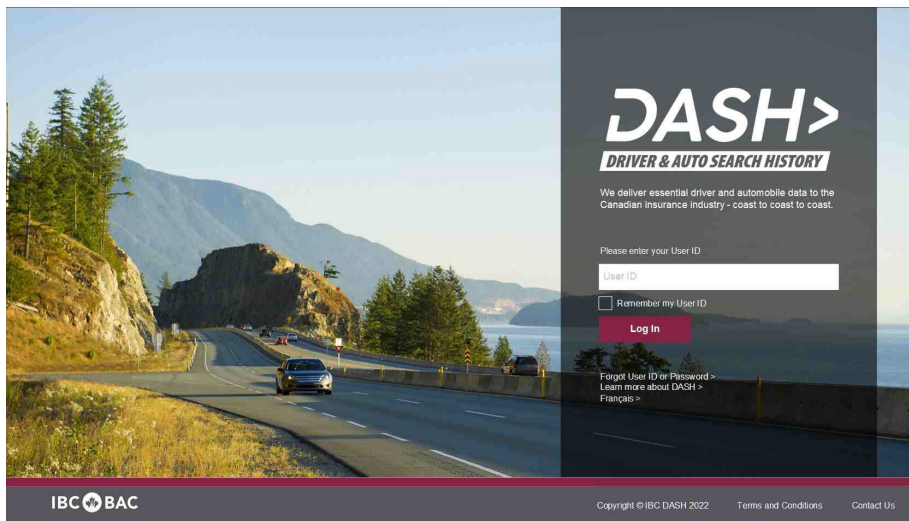 DASH>
DRIVER & AUTO SEARCH HISTORY
We deliver essential driver and automobile data to the
Canadian insurance industry - coast to coast to coast.
Please enter your User ID
User ID
Remember my User ID
Log In
Forgot User ID or Password >
Learn more about DASH >
Français >
IBC BAC
Copyright © IBC DASH 2022 Terms and Conditions Contact Us